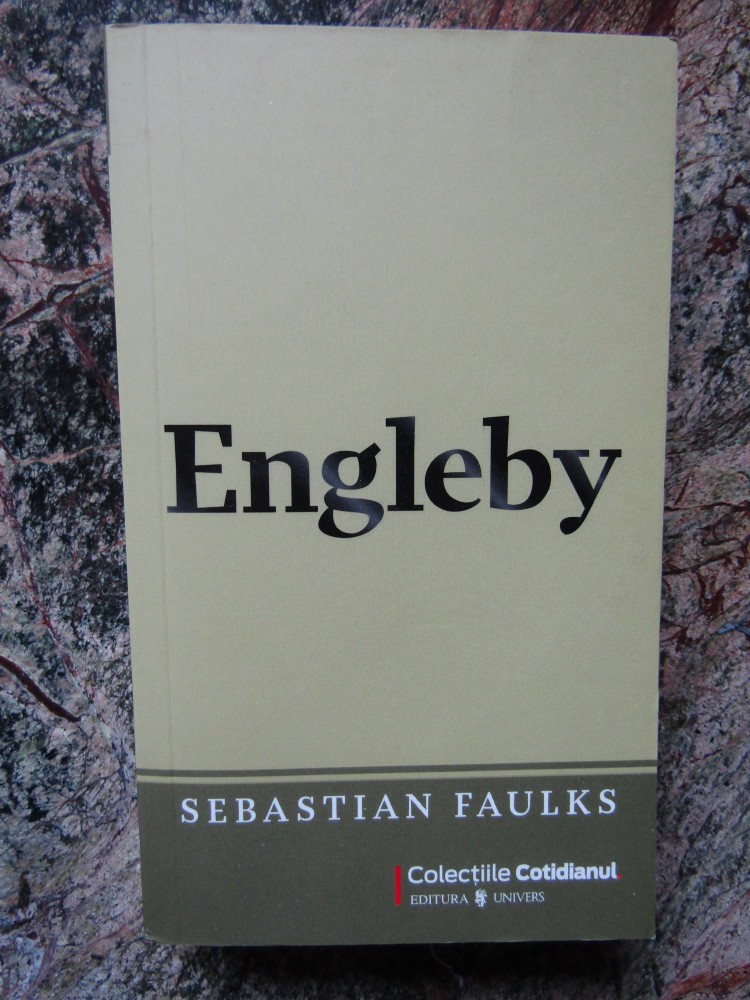 Engleby
SEBASTIAN FAULKS
Colecțiile Cotidianul.
EDITURA UNIVERS